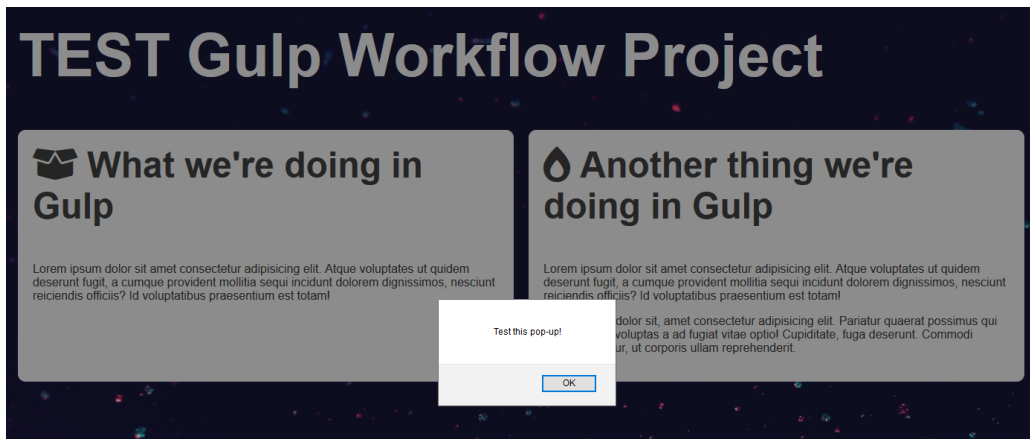 TEST Gulp Workflow Project
What we're doing in
Gulp
Lorem ipsum dolor sit amet consectetur adipisicing elit. Atque voluptates ut quidem
deserunt fugit, a cumque provident mollitia sequi incidunt dolorem dignissimos, nesciunt
reiciendis officiis? Id voluptatibus praesentium est totam!
Another thing we're
doing in Gulp
Lorem ipsum dolor sit amet consectetur adipisicing elit. Atque voluptates ut quidem
deserunt fugit, a cumque provident mollitia sequi incidunt dolorem dignissimos, nesciunt
reiciendis officiis? Id voluptatibus praesentium est totam!
dolor sit, amet consectetur adipisicing elit. Pariatur quaerat possimus qui
voluptas a ad fugiat vitae optio! Cupiditate, fuga deserunt. Commodi
ut corporis ullam reprehenderit.
Test this pop-up!
OK